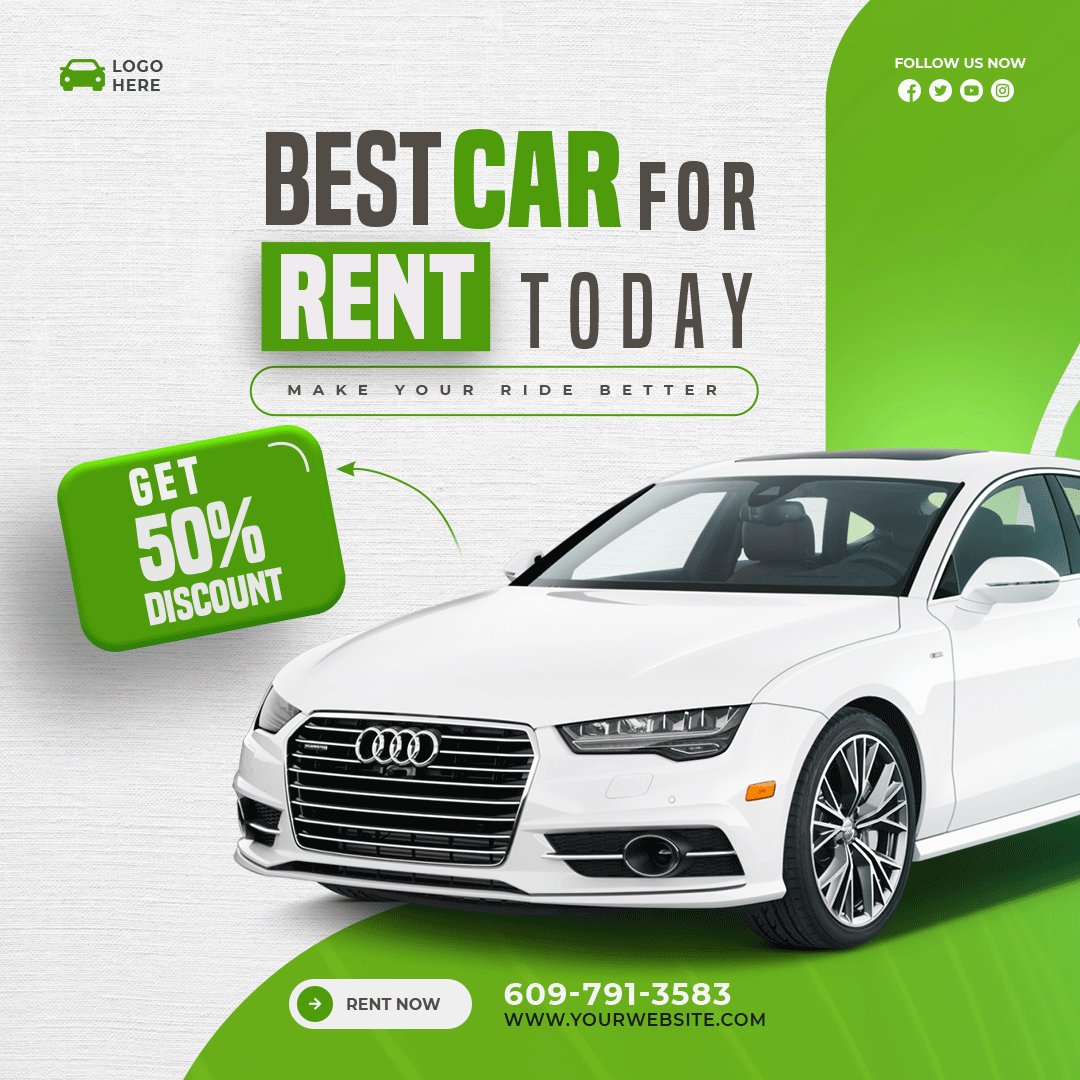 LOGO
HERE
FOLLOW US NOW
BEST CAR FOR
RENT TODAY
MAKE YOUR RIDE BETTER
GET
50%
DISCOUNT
RENT NOW
609-791-3583
WWW.YOURWEBSITE.COM